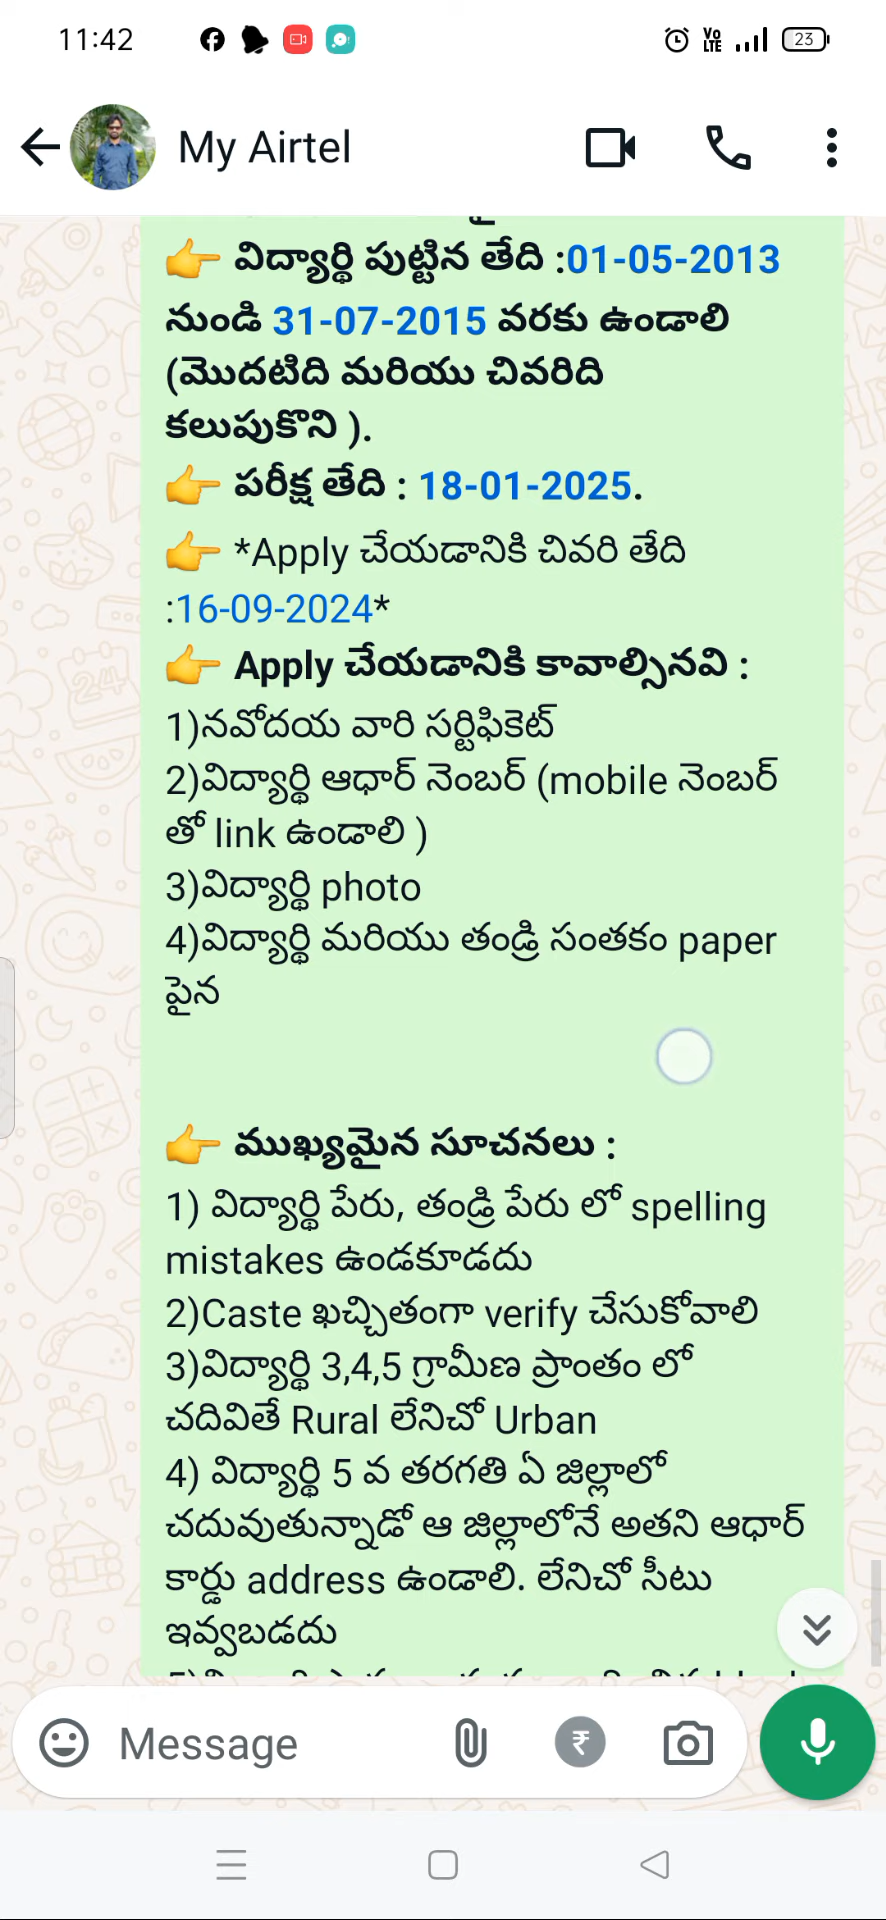 11:42
Vo LTE
23
My Airtel
👉 విద్యార్థి పుట్టిన తేది :01-05-2013
నుండి 31-07-2015 వరకు ఉండాలి
(మొదటిది మరియు చివరిది
కలుపుకొని ).
👉 పరీక్ష తేది : 18-01-2025.
👉 *Apply చేయడానికి చివరి తేది
:16-09-2024*
👉 Apply చేయడానికి కావాల్సినవి :
1)నవోదయ వారి సర్టిఫికెట్
2)విద్యార్థి ఆధార్ నెంబర్ (mobile నెంబర్
తో link ఉండాలి )
3)విద్యార్థి photo
4)విద్యార్థి మరియు తండ్రి సంతకం paper
పైన
👉 ముఖ్యమైన సూచనలు :
1) విద్యార్థి పేరు, తండ్రి పేరు లో spelling
mistakes ఉండకూడదు
2)Caste ఖచ్చితంగా verify చేసుకోవాలి
3)విద్యార్థి 3,4,5 గ్రామీణ ప్రాంతం లో
చదివితే Rural లేనిచో Urban
4) విద్యార్థి 5 వ తరగతి ఏ జిల్లాలో
చదువుతున్నాడో ఆ జిల్లాలోనే అతని ఆధార్
కార్డు address ఉండాలి. లేనిచో సీటు
ఇవ్వబడదు
Message